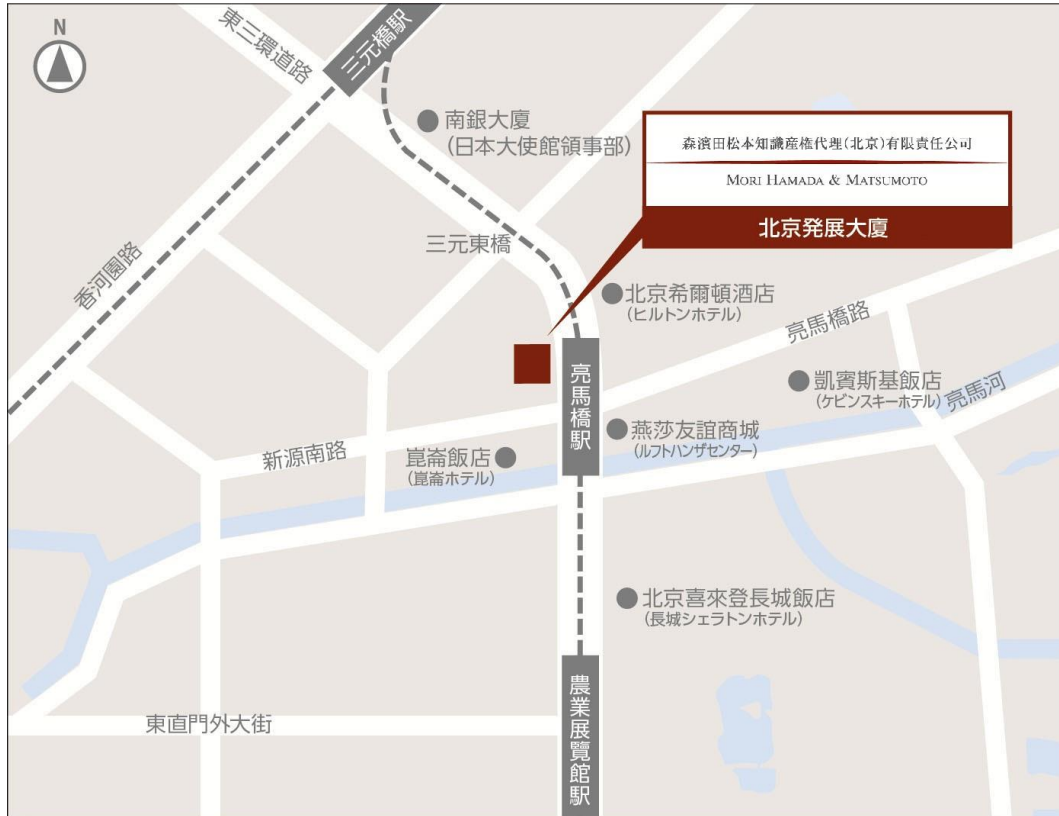 N
東三環道路
三元橋駅
南銀大廈
(日本大使館領事部)
森濱田松本知識産権代理(北京)有限責任公司
MORI HAMADA & MATSUMOTO
北京発展大廈
三元東橋
香河園路
北京希爾頓酒店
(ヒルトンホテル)
亮馬橋路
亮馬橋駅
凱賓斯基飯店
(ケビンスキーホテル)
亮馬河
燕莎友誼商城
(ルフトハンザセンター)
新源南路
崑崙飯店
(崑崙ホテル)
北京喜來登長城飯店
(長城シェラトンホテル)
農業展覽館駅
東直門外大街